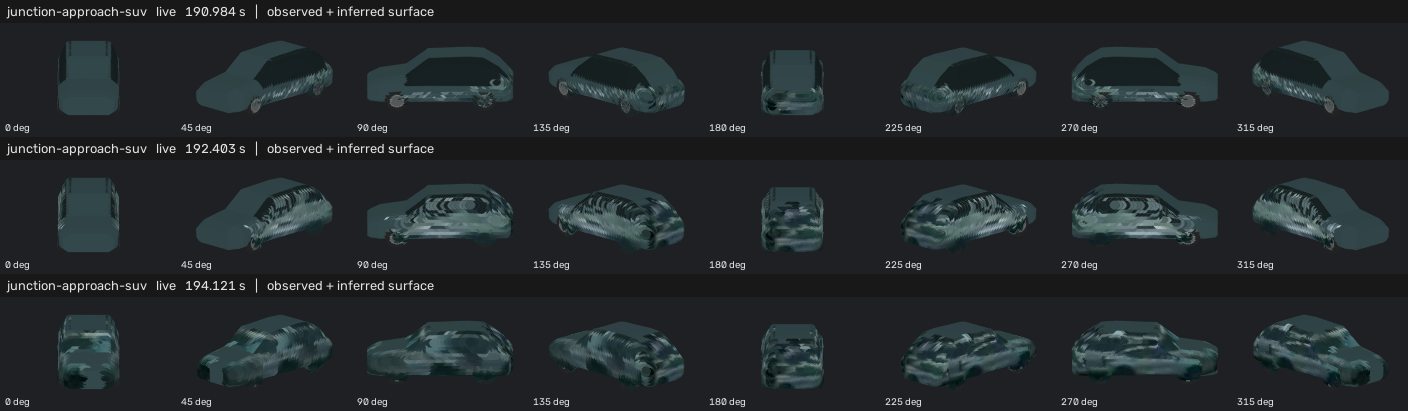 junction-approach-suv live 190.984 s | observed + inferred surface
0 deg 45 deg 90 deg 135 deg 180 deg 225 deg 270 deg 315 deg
junction-approach-suv live 192.403 s | observed + inferred surface
0 deg 45 deg 90 deg 135 deg 180 deg 225 deg 270 deg 315 deg
junction-approach-suv live 194.121 s | observed + inferred surface
0 deg 45 deg 90 deg 135 deg 180 deg 225 deg 270 deg 315 deg